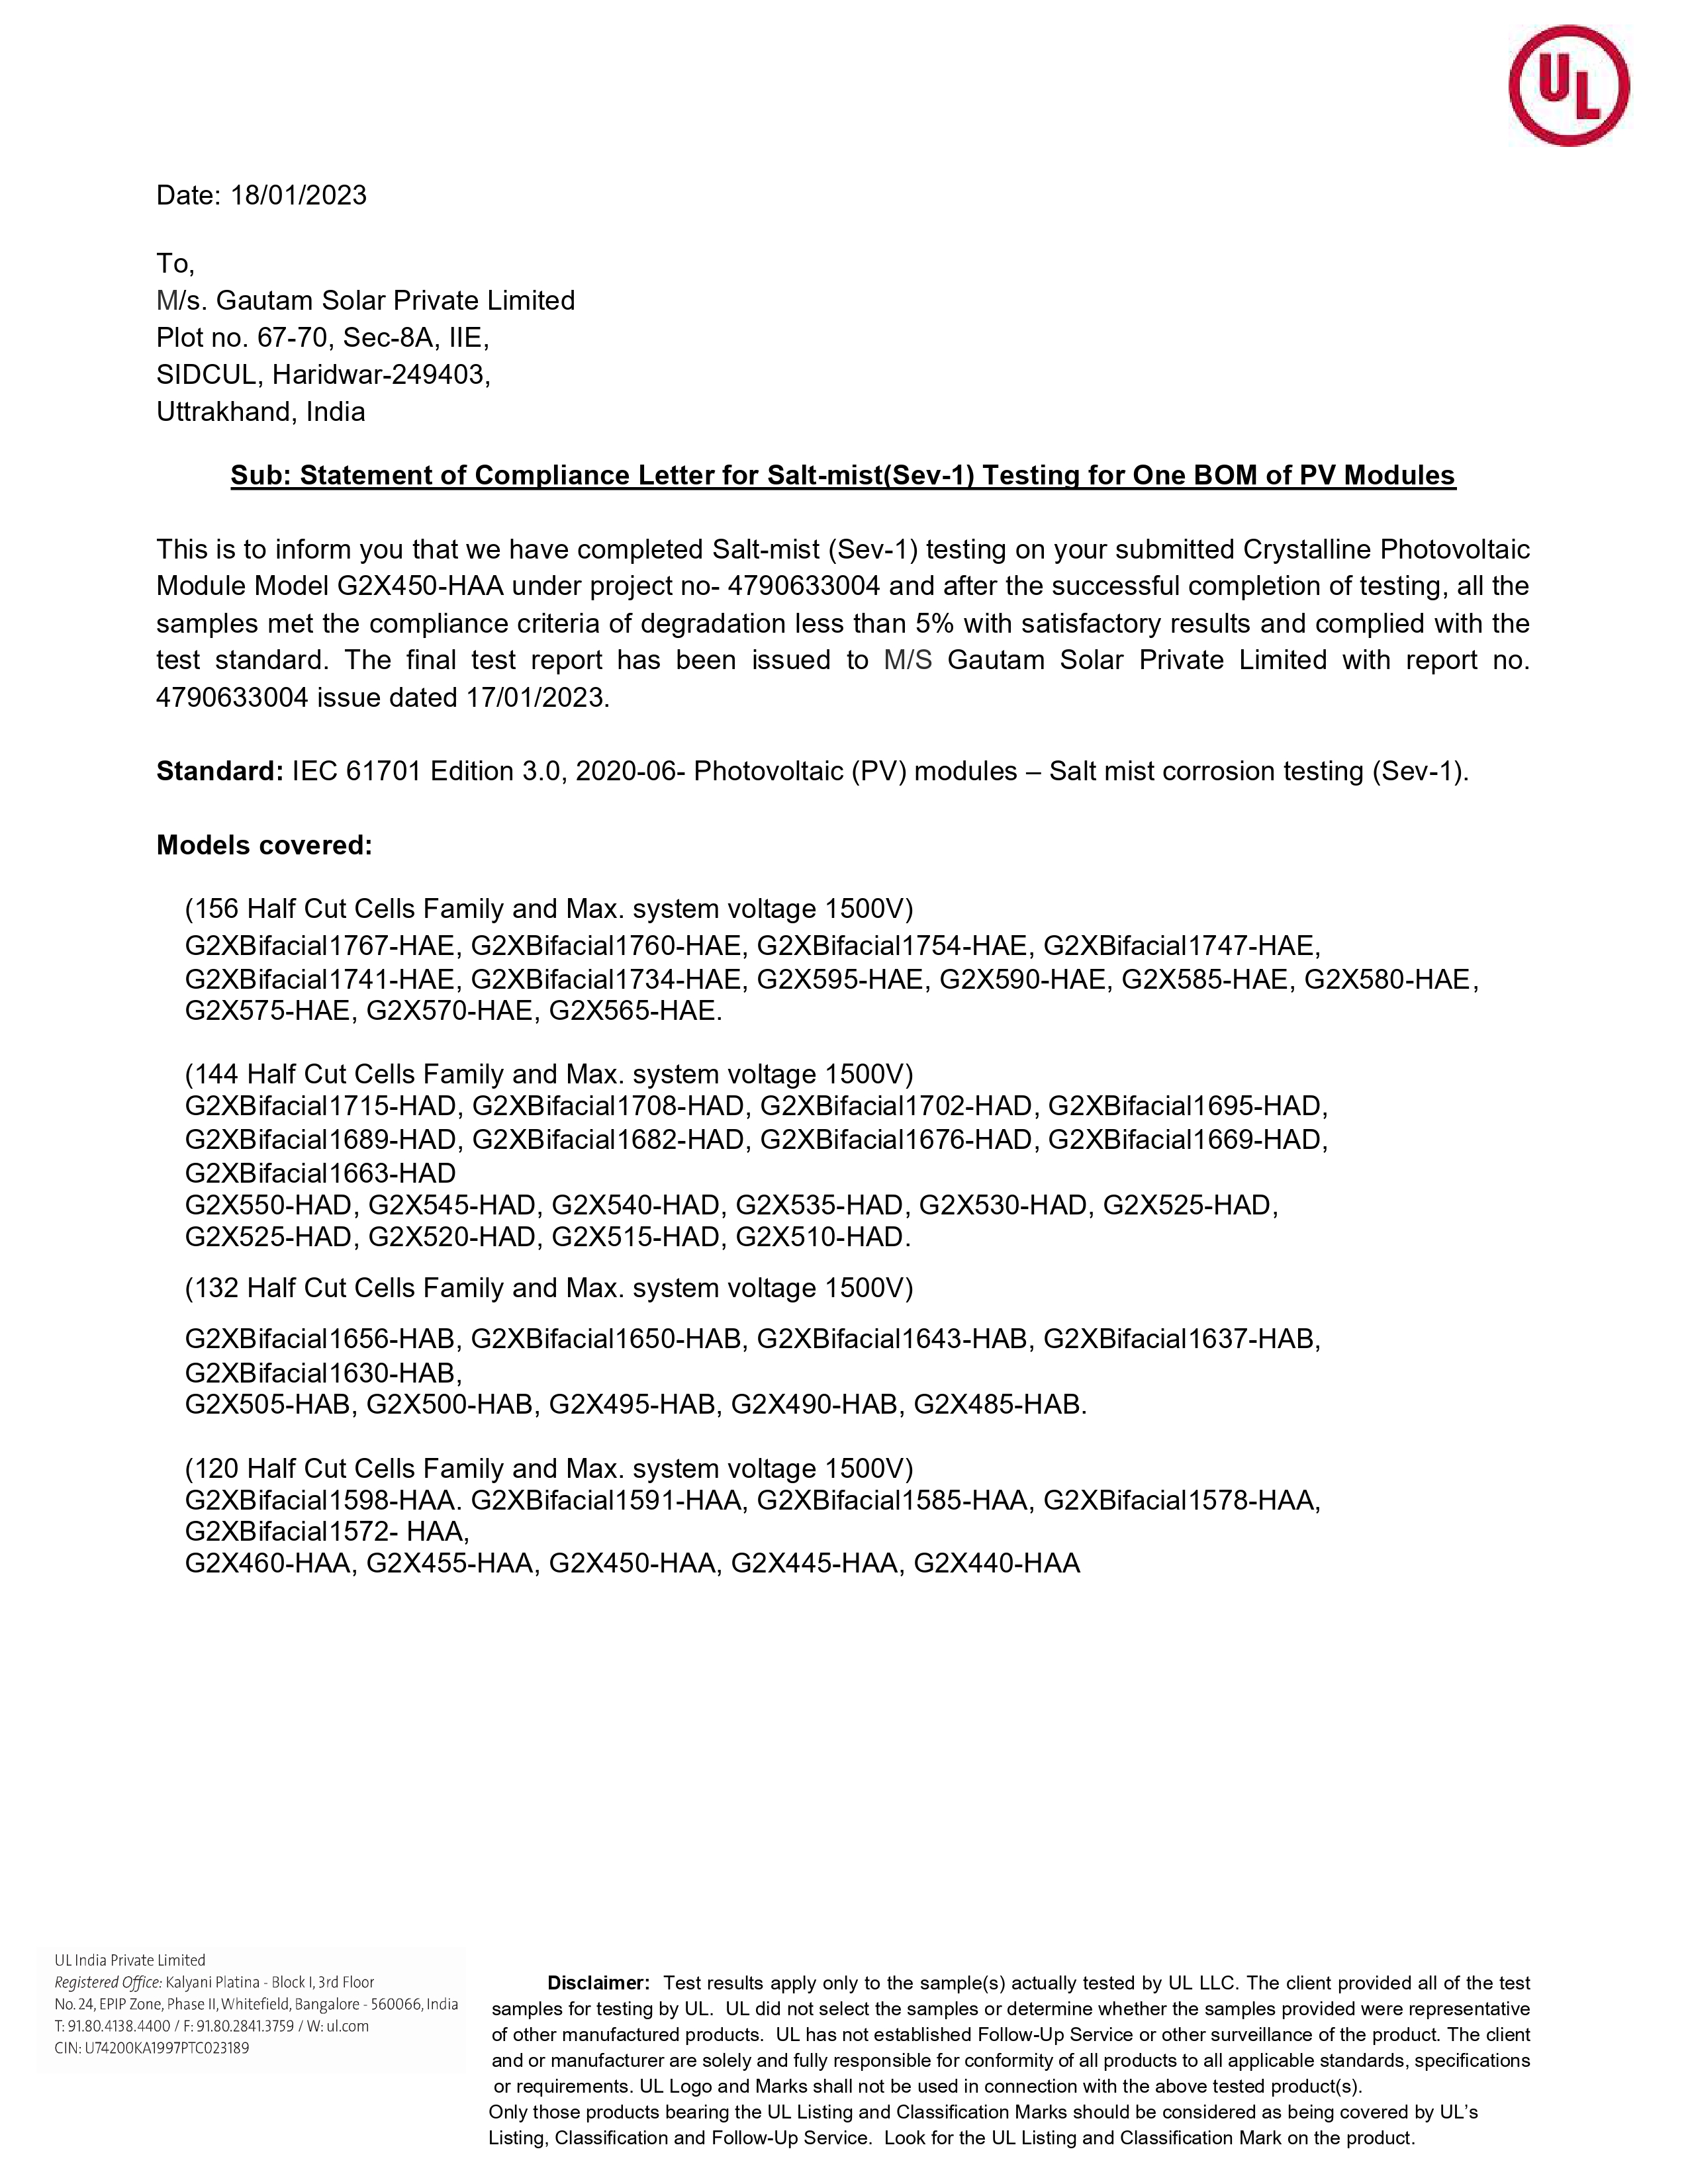 UL
Date: 18/01/2023
To,
M/s. Gautam Solar Private Limited
Plot no. 67-70, Sec-8A, IIE,
SIDCUL, Haridwar-249403,
Uttrakhand, India
Sub: Statement of Compliance Letter for Salt-mist(Sev-1) Testing for One BOM of PV Modules
This is to inform you that we have completed Salt-mist (Sev-1) testing on your submitted Crystalline Photovoltaic
Module Model G2X450-HAA under project no- 4790633004 and after the successful completion of testing, all the
samples met the compliance criteria of degradation less than 5% with satisfactory results and complied with the
test standard. The final test report has been issued to M/S Gautam Solar Private Limited with report no.
4790633004 issue dated 17/01/2023.
Standard: IEC 61701 Edition 3.0, 2020-06- Photovoltaic (PV) modules – Salt mist corrosion testing (Sev-1).
Models covered:
(156 Half Cut Cells Family and Max. system voltage 1500V)
G2XBifacial1767-HAE, G2XBifacial1760-HAE, G2XBifacial1754-HAE, G2XBifacial1747-HAE,
G2XBifacial1741-HAE, G2XBifacial1734-HAE, G2X595-HAE, G2X590-HAE, G2X585-HAE, G2X580-HAE,
G2X575-HAE, G2X570-HAE, G2X565-HAE.
(144 Half Cut Cells Family and Max. system voltage 1500V)
G2XBifacial1715-HAD, G2XBifacial1708-HAD, G2XBifacial1702-HAD, G2XBifacial1695-HAD,
G2XBifacial1689-HAD, G2XBifacial1682-HAD, G2XBifacial1676-HAD, G2XBifacial1669-HAD,
G2XBifacial1663-HAD
G2X550-HAD, G2X545-HAD, G2X540-HAD, G2X535-HAD, G2X530-HAD, G2X525-HAD,
G2X525-HAD, G2X520-HAD, G2X515-HAD, G2X510-HAD.
(132 Half Cut Cells Family and Max. system voltage 1500V)
G2XBifacial1656-HAB, G2XBifacial1650-HAB, G2XBifacial1643-HAB, G2XBifacial1637-HAB,
G2XBifacial1630-HAB,
G2X505-HAB, G2X500-HAB, G2X495-HAB, G2X490-HAB, G2X485-HAB.
(120 Half Cut Cells Family and Max. system voltage 1500V)
G2XBifacial1598-HAA. G2XBifacial1591-HAA, G2XBifacial1585-HAA, G2XBifacial1578-HAA,
G2XBifacial1572- HAA,
G2X460-HAA, G2X455-HAA, G2X450-HAA, G2X445-HAA, G2X440-HAA
UL India Private Limited
Registered Office: Kalyani Platina - Block I, 3rd Floor
No. 24, EPIP Zone, Phase II, Whitefield, Bangalore - 560066, India
T: 91.80.4138.4400 / F: 91.80.2841.3759 / W: ul.com
CIN: U74200KA1997PTC023189
Disclaimer: Test results apply only to the sample(s) actually tested by UL LLC. The client provided all of the test
samples for testing by UL. UL did not select the samples or determine whether the samples provided were representative
of other manufactured products. UL has not established Follow-Up Service or other surveillance of the product. The client
and or manufacturer are solely and fully responsible for conformity of all products to all applicable standards, specifications
or requirements. UL Logo and Marks shall not be used in connection with the above tested product(s).
Only those products bearing the UL Listing and Classification Marks should be considered as being covered by UL's
Listing, Classification and Follow-Up Service. Look for the UL Listing and Classification Mark on the product.